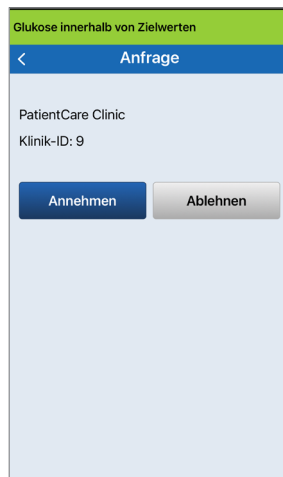 Glukose innerhalb von Zielwerten
Anfrage
PatientCare Clinic
Klinik-ID: 9
Annehmen
Ablehnen